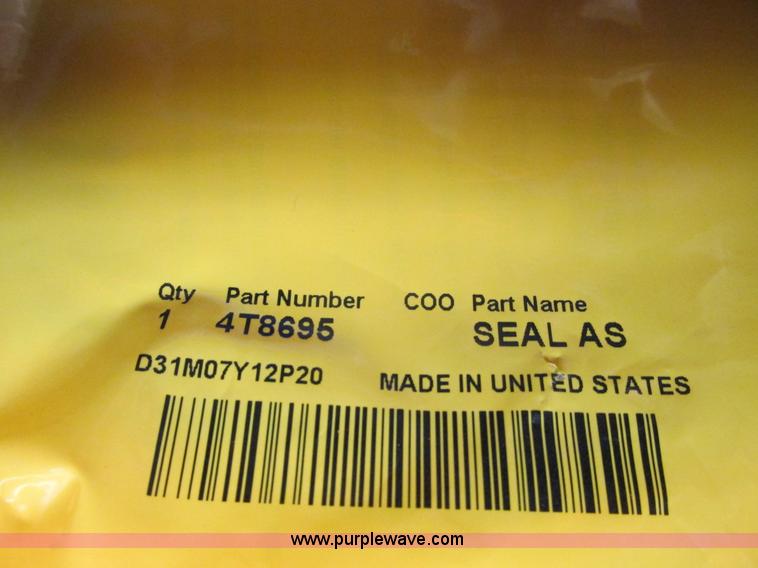 Qty Part Number COO Part Name
1 4T8695 SEAL AS
D31M07Y12P20 MADE IN UNITED STATES
www.purplewave.com